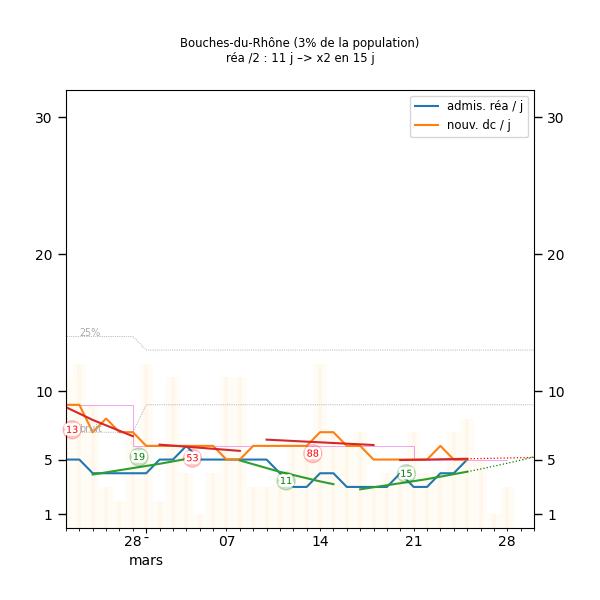 Bouches-du-Rhône (3% de la population)
réa /2 : 11 j –> x2 en 15 j
admis. réa / j
nouv. dc / j
30 30
20 20
25%
10 10
13 bruit
19 53 88
5 5
11 15
1 1
28 07 14 21 28
mars